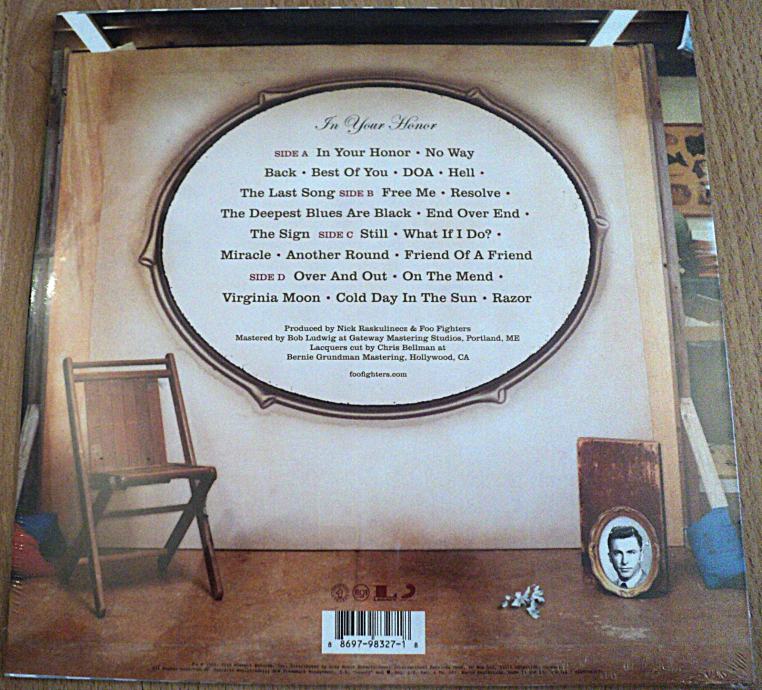 In Your Honor
SIDE A In Your Honor • No Way
Back • Best Of You • DOA • Hell •
The Last Song SIDE B Free Me • Resolve •
The Deepest Blues Are Black • End Over End •
The Sign SIDE C Still • What If I Do? •
Miracle • Another Round • Friend Of A Friend
SIDE D Over And Out • On The Mend •
Virginia Moon • Cold Day In The Sun • Razor
Produced by Nick Raskulinecz & Foo Fighters
Mastered by Bob Ludwig at Gateway Mastering Studios, Portland, ME
Lacquers cut by Chris Bellman at
Bernie Grundman Mastering, Hollywood, CA
foofighters.com
8 8697-98327-1 8